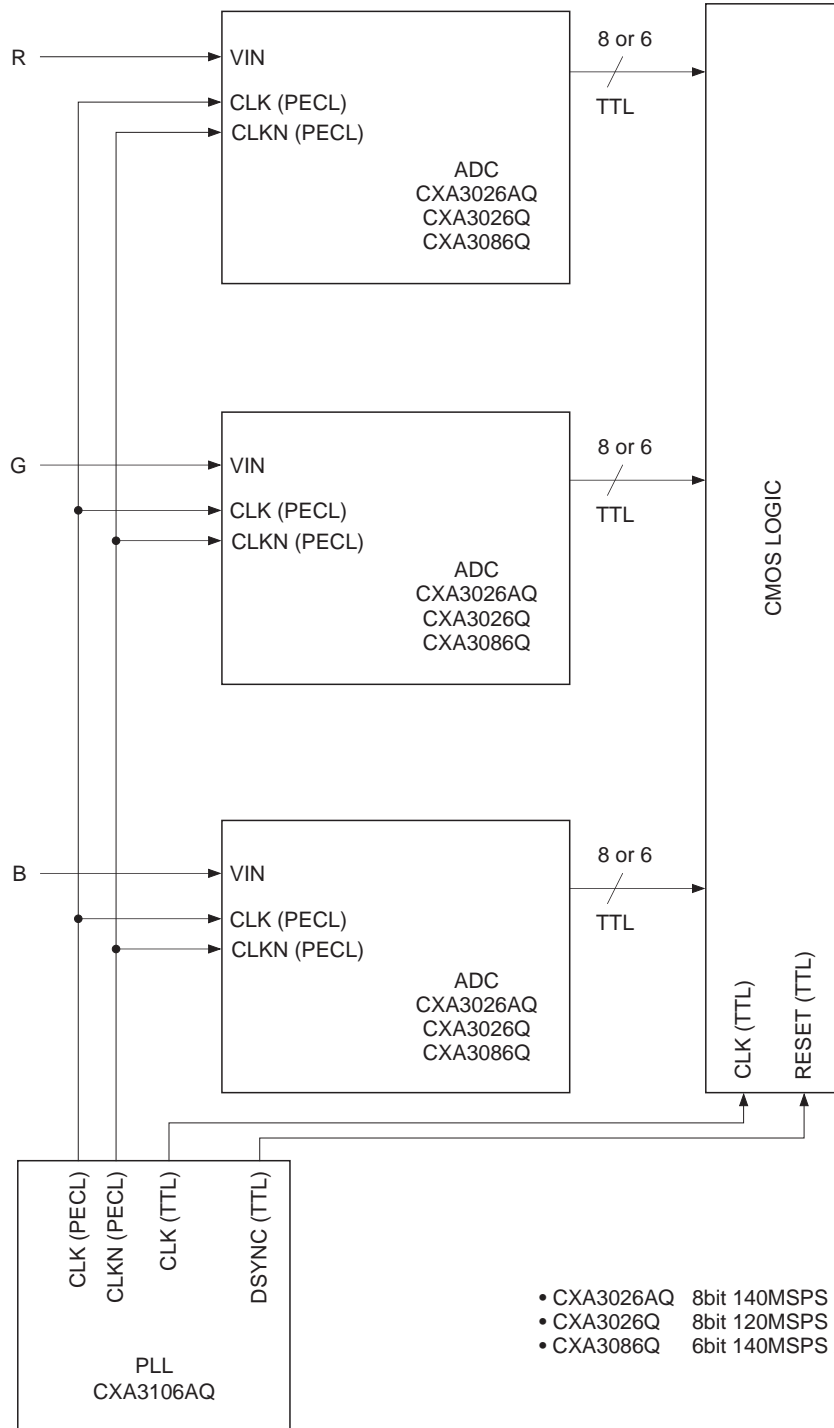 R
VIN
CLK (PECL)
CLKN (PECL)
ADC
CXA3026AQ
CXA3026Q
CXA3086Q
8 or 6
TTL
G
VIN
CLK (PECL)
CLKN (PECL)
ADC
CXA3026AQ
CXA3026Q
CXA3086Q
8 or 6
TTL
CMOS LOGIC
B
VIN
CLK (PECL)
CLKN (PECL)
ADC
CXA3026AQ
CXA3026Q
CXA3086Q
8 or 6
TTL
CLK (TTL)
RESET (TTL)
CLK (PECL)
CLKN (PECL)
CLK (TTL)
DSYNC (TTL)
PLL
CXA3106AQ
• CXA3026AQ 8bit 140MSPS
• CXA3026Q 8bit 120MSPS
• CXA3086Q 6bit 140MSPS